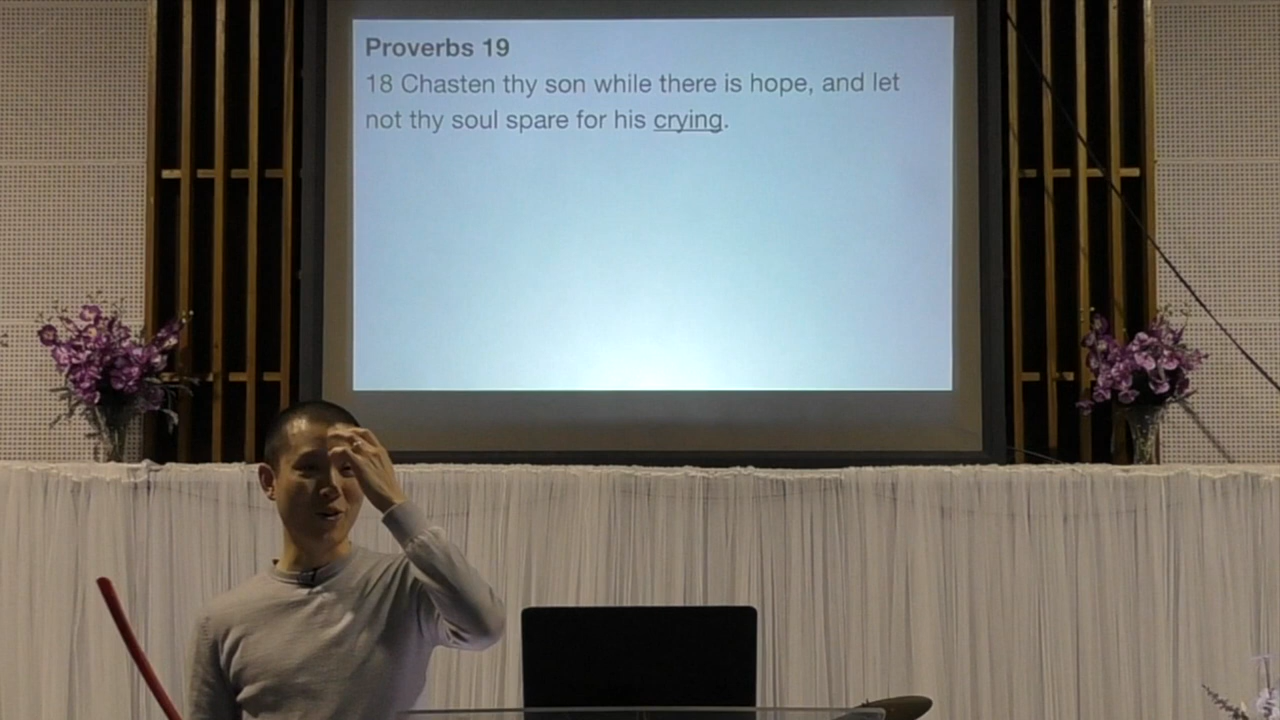 Proverbs 19
18 Chasten thy son while there is hope, and let
not thy soul spare for his crying.